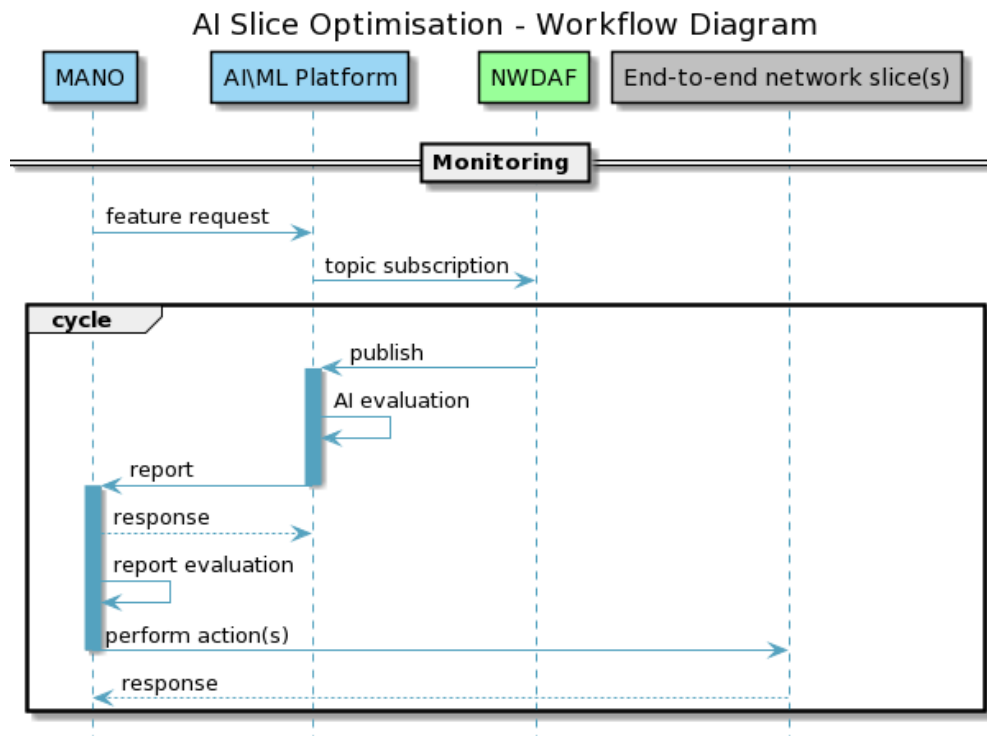 AI Slice Optimisation - Workflow Diagram
MANO
AI\ML Platform
NWDAF
End-to-end network slice(s)
Monitoring
feature request
topic subscription
cycle
publish
AI evaluation
report
response
report evaluation
perform action(s)
response